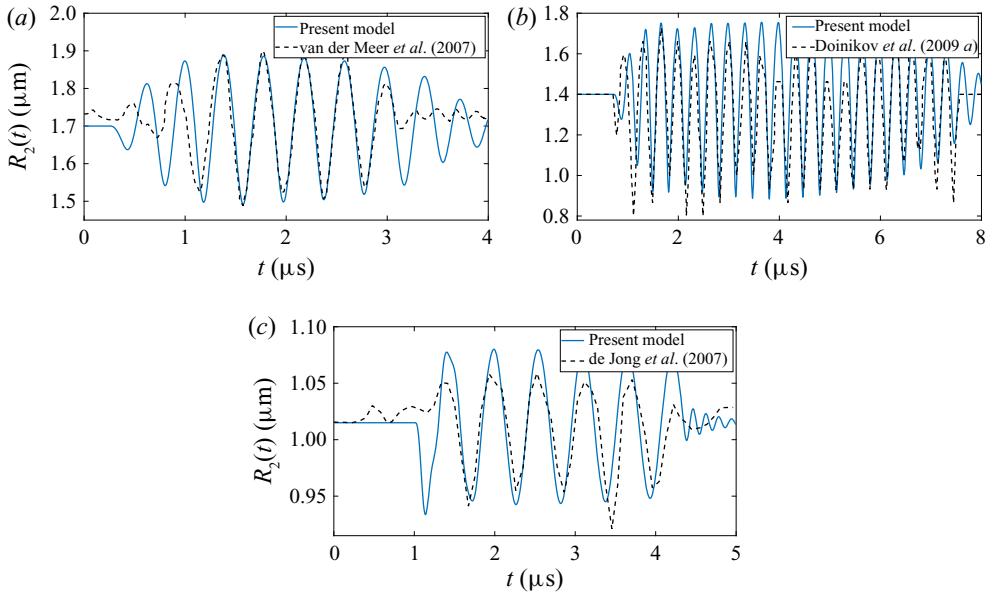 (a)
Present model
van der Meer et al. (2007)
2.0
1.9
1.8
1.7
1.6
1.5
R2(t) (μm)
0 1 2 3 4
t (μs)
(b)
Present model
Doinikov et al. (2009 a)
1.8
1.6
1.4
1.2
1.0
0.8
0 2 4 6 8
t (μs)
(c)
Present model
de Jong et al. (2007)
1.10
1.05
1.00
0.95
R2(t) (μm)
0 1 2 3 4 5
t (μs)